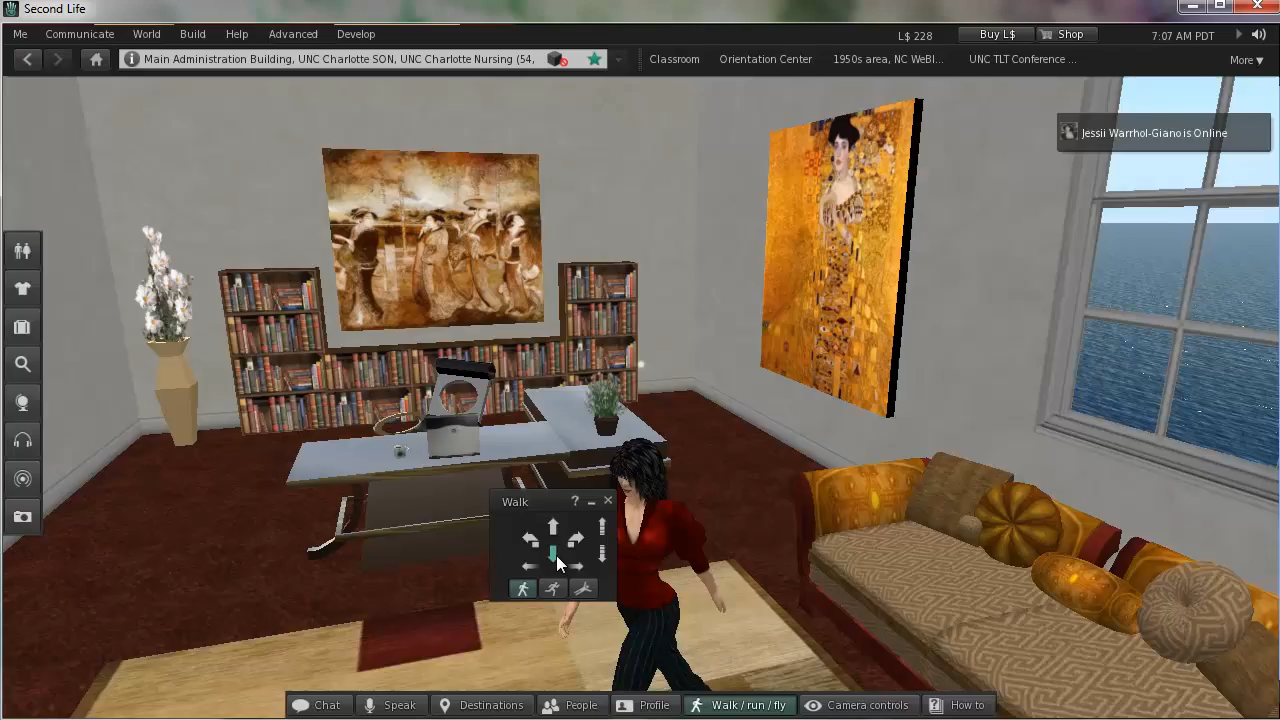 Second Life
Me Communicate World Build Help Advanced Develop L$ 228 Buy L$ Shop 7:07 AM PDT
Main Administration Building, UNC Charlotte SON, UNC Charlotte Nursing (54, Classroom Orientation Center 1950s area, NC WeBI... UNC TLT Conference ... More
Jessii Warrhol-Giano is Online
Walk ?
Chat Speak Destinations People Profile Walk / run / fly Camera controls How to